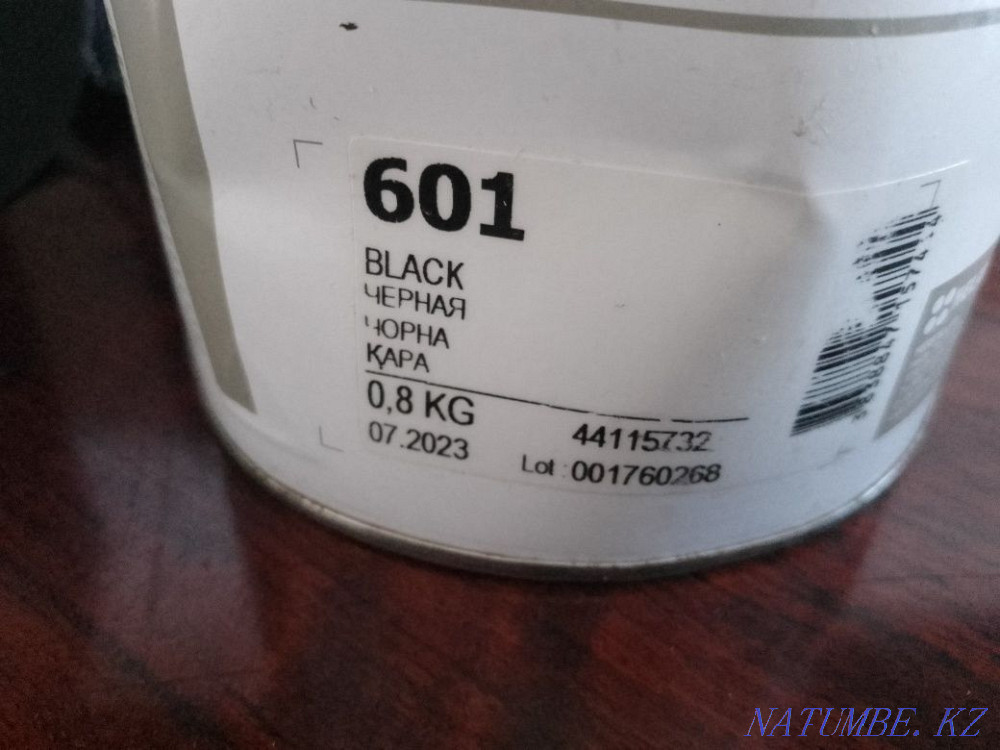 601
BLACK
ЧЕРНАЯ
ЧОРНА
ҚАРА
0,8 KG
07.2023
44115732
Lot : 001760268
NATUMBE. KZ